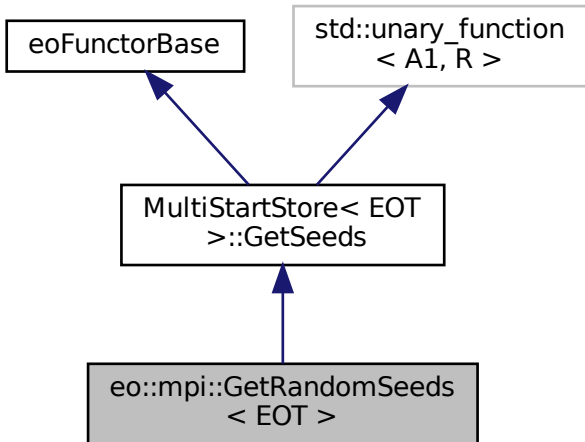 eoFunctorBase
std::unary_function
< A1, R >
MultiStartStore< EOT
>::GetSeeds
eo::mpi::GetRandomSeeds
< EOT >